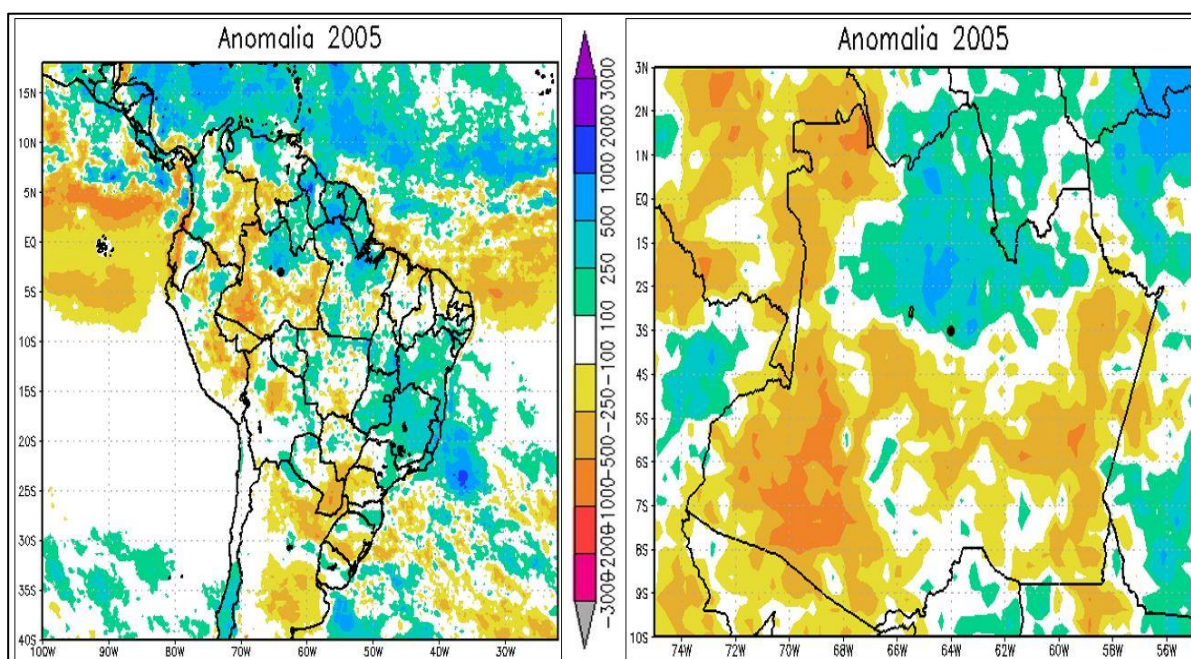 Anomalia 2005
15N
10N
5N
EQ
5S
10S
15S
20S
25S
30S
35S
40S
100W 90W 80W 70W 60W 50W 40W 30W
3000
2000
1000
500
250
100
-100
-250
-500
-1000
-2000
-3000
Anomalia 2005
3N
2N
1N
EQ
1S
2S
3S
4S
5S
6S
7S
8S
9S
10S
74W 72W 70W 68W 66W 64W 62W 60W 58W 56W